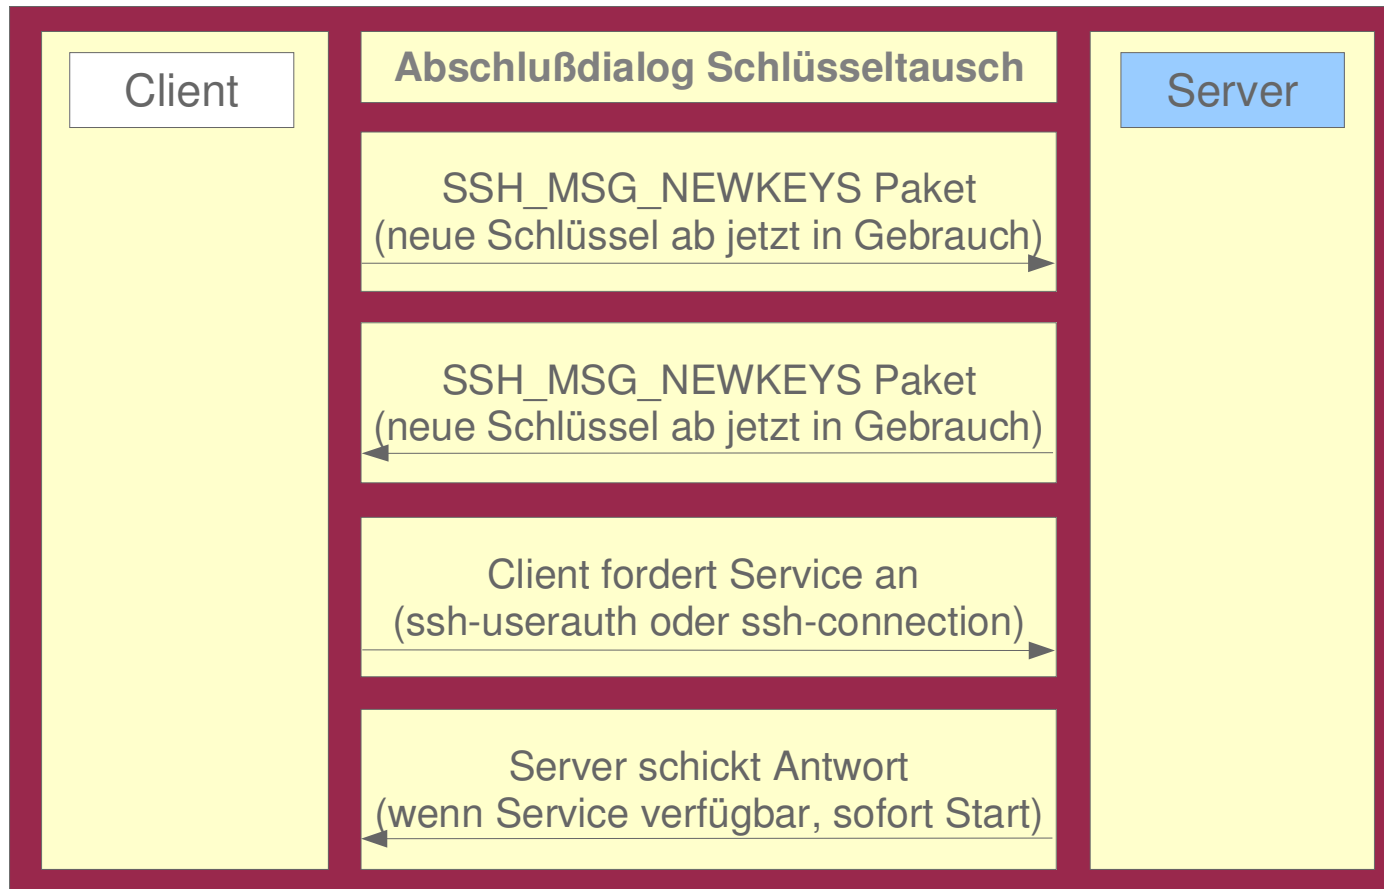 Client
Abschlußdialog Schlüsseltausch
Server
SSH_MSG_NEWKEYS Paket
(neue Schlüssel ab jetzt in Gebrauch)
SSH_MSG_NEWKEYS Paket
(neue Schlüssel ab jetzt in Gebrauch)
Client fordert Service an
(ssh-userauth oder ssh-connection)
Server schickt Antwort
(wenn Service verfügbar, sofort Start)